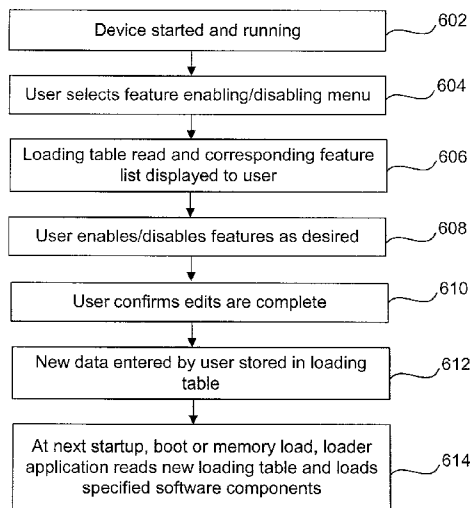 Device started and running
602
User selects feature enabling/disabling menu
604
Loading table read and corresponding feature
list displayed to user
606
User enables/disables features as desired
608
User confirms edits are complete
610
New data entered by user stored in loading
table
612
At next startup, boot or memory load, loader
application reads new loading table and loads
specified software components
614